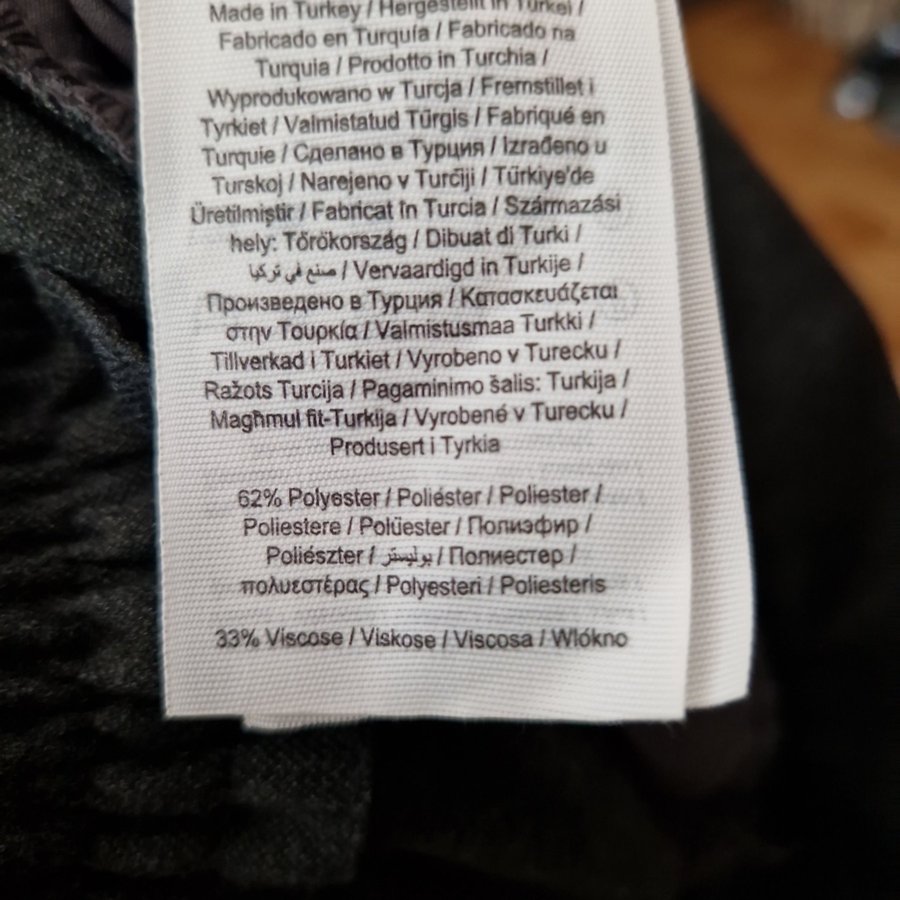 Made in Turkey / Hergestellt in Türkei /
Fabricado en Turquía / Fabricado na
Turquia / Prodotto in Turchia /
Wyprodukowano w Turcja / Fremstillet i
Tyrkiet / Valmistatud Türgis / Fabriqué en
Turquie / Сделано в Турция / Izrađeno u
Turskoj / Narejeno v Turčiji / Türkiye'de
Üretilmiştir / Fabricat în Turcia / Származási
hely: Törökország / Dibuat di Turki /
صنع في تركيا / Vervaardigd in Turkije /
Произведено в Турция / Κατασκευάζεται
στην Τουρκία / Valmistusmaa Turkki /
Tillverkad i Turkiet / Vyrobeno v Turecku /
Ražots Turcija / Pagaminimo šalis: Turkija /
Magħmul fit-Turkija / Vyrobené v Turecku /
Produsert i Tyrkia
62% Polyester / Poliéster / Poliester /
Poliestere / Polüester / Полиэфир /
Poliészter / بوليستر / Полиестер /
πολυεστέρας / Polyesteri / Poliesteris
33% Viscose / Viskose / Viscosa / Wlókno